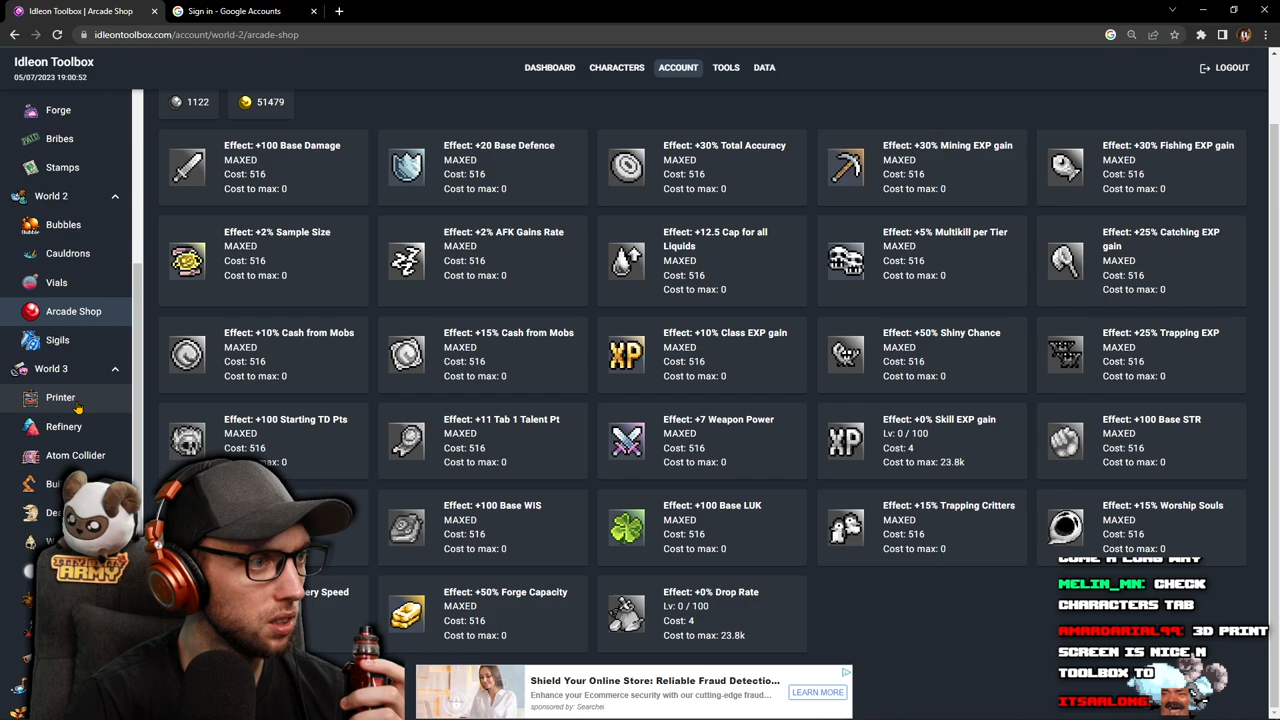 Idleon Toolbox
Sign in - Google Accounts
idleontoolbox.com/account/world-2/arcade-shop
Idleon Toolbox
05/07/2023 19:00:52
DASHBOARD
CHARACTERS
ACCOUNT
TOOLS
DATA
LOGOUT
Forge
Bribes
Stamps
World 2
Bubbles
Cauldrons
Vials
Arcade Shop
Sigils
World 3
Printer
Refinery
Atom Collider
1122
51479
Effect: +100 Base Damage
MAXED
Cost: 516
Cost to max: 0
Effect: +20 Base Defence
MAXED
Cost: 516
Cost to max: 0
Effect: +30% Total Accuracy
MAXED
Cost: 516
Cost to max: 0
Effect: +30% Mining EXP gain
MAXED
Cost: 516
Cost to max: 0
Effect: +30% Fishing EXP gain
MAXED
Cost: 516
Cost to max: 0
Effect: +2% Sample Size
MAXED
Cost: 516
Cost to max: 0
Effect: +2% AFK Gains Rate
MAXED
Cost: 516
Cost to max: 0
Effect: +12.5 Cap for all
Liquids
MAXED
Cost: 516
Cost to max: 0
Effect: +5% Multikill per Tier
MAXED
Cost: 516
Cost to max: 0
Effect: +25% Catching EXP
gain
MAXED
Cost: 516
Cost to max: 0
Effect: +10% Cash from Mobs
MAXED
Cost: 516
Cost to max: 0
Effect: +15% Cash from Mobs
MAXED
Cost: 516
Cost to max: 0
Effect: +10% Class EXP gain
MAXED
Cost: 516
Cost to max: 0
Effect: +50% Shiny Chance
MAXED
Cost: 516
Cost to max: 0
Effect: +25% Trapping EXP
MAXED
Cost: 516
Cost to max: 0
Effect: +100 Starting TD Pts
MAXED
Cost: 516
max: 0
Effect: +11 Tab 1 Talent Pt
MAXED
Cost: 516
Cost to max: 0
Effect: +7 Weapon Power
MAXED
Cost: 516
Cost to max: 0
Effect: +0% Skill EXP gain
Lv: 0 / 100
Cost: 4
Cost to max: 23.8k
Effect: +100 Base STR
MAXED
Cost: 516
Cost to max: 0
Effect: +100 Base WIS
MAXED
Cost: 516
Cost to max: 0
Effect: +100 Base LUK
MAXED
Cost: 516
Cost to max: 0
Effect: +15% Trapping Critters
MAXED
Cost: 516
Cost to max: 0
Effect: +15% Worship Souls
MAXED
Cost: 516
Cost to max: 0
Speed
Effect: +50% Forge Capacity
MAXED
Cost: 516
Cost to max: 0
Effect: +0% Drop Rate
Lv: 0 / 100
Cost: 4
Cost to max: 23.8k
ARMY
COME A LONG WAY
MELIN_MN: CHECK
CHARACTERS TAB
AMARDARIAL99: 3D PRINT
SCREEN IS NICE N
TOOLBOX TO
ITSARLONG:
Shield Your Online Store: Reliable Fraud Detectio...
Enhance your Ecommerce security with our cutting-edge fraud...
sponsored by: Searchei
LEARN MORE